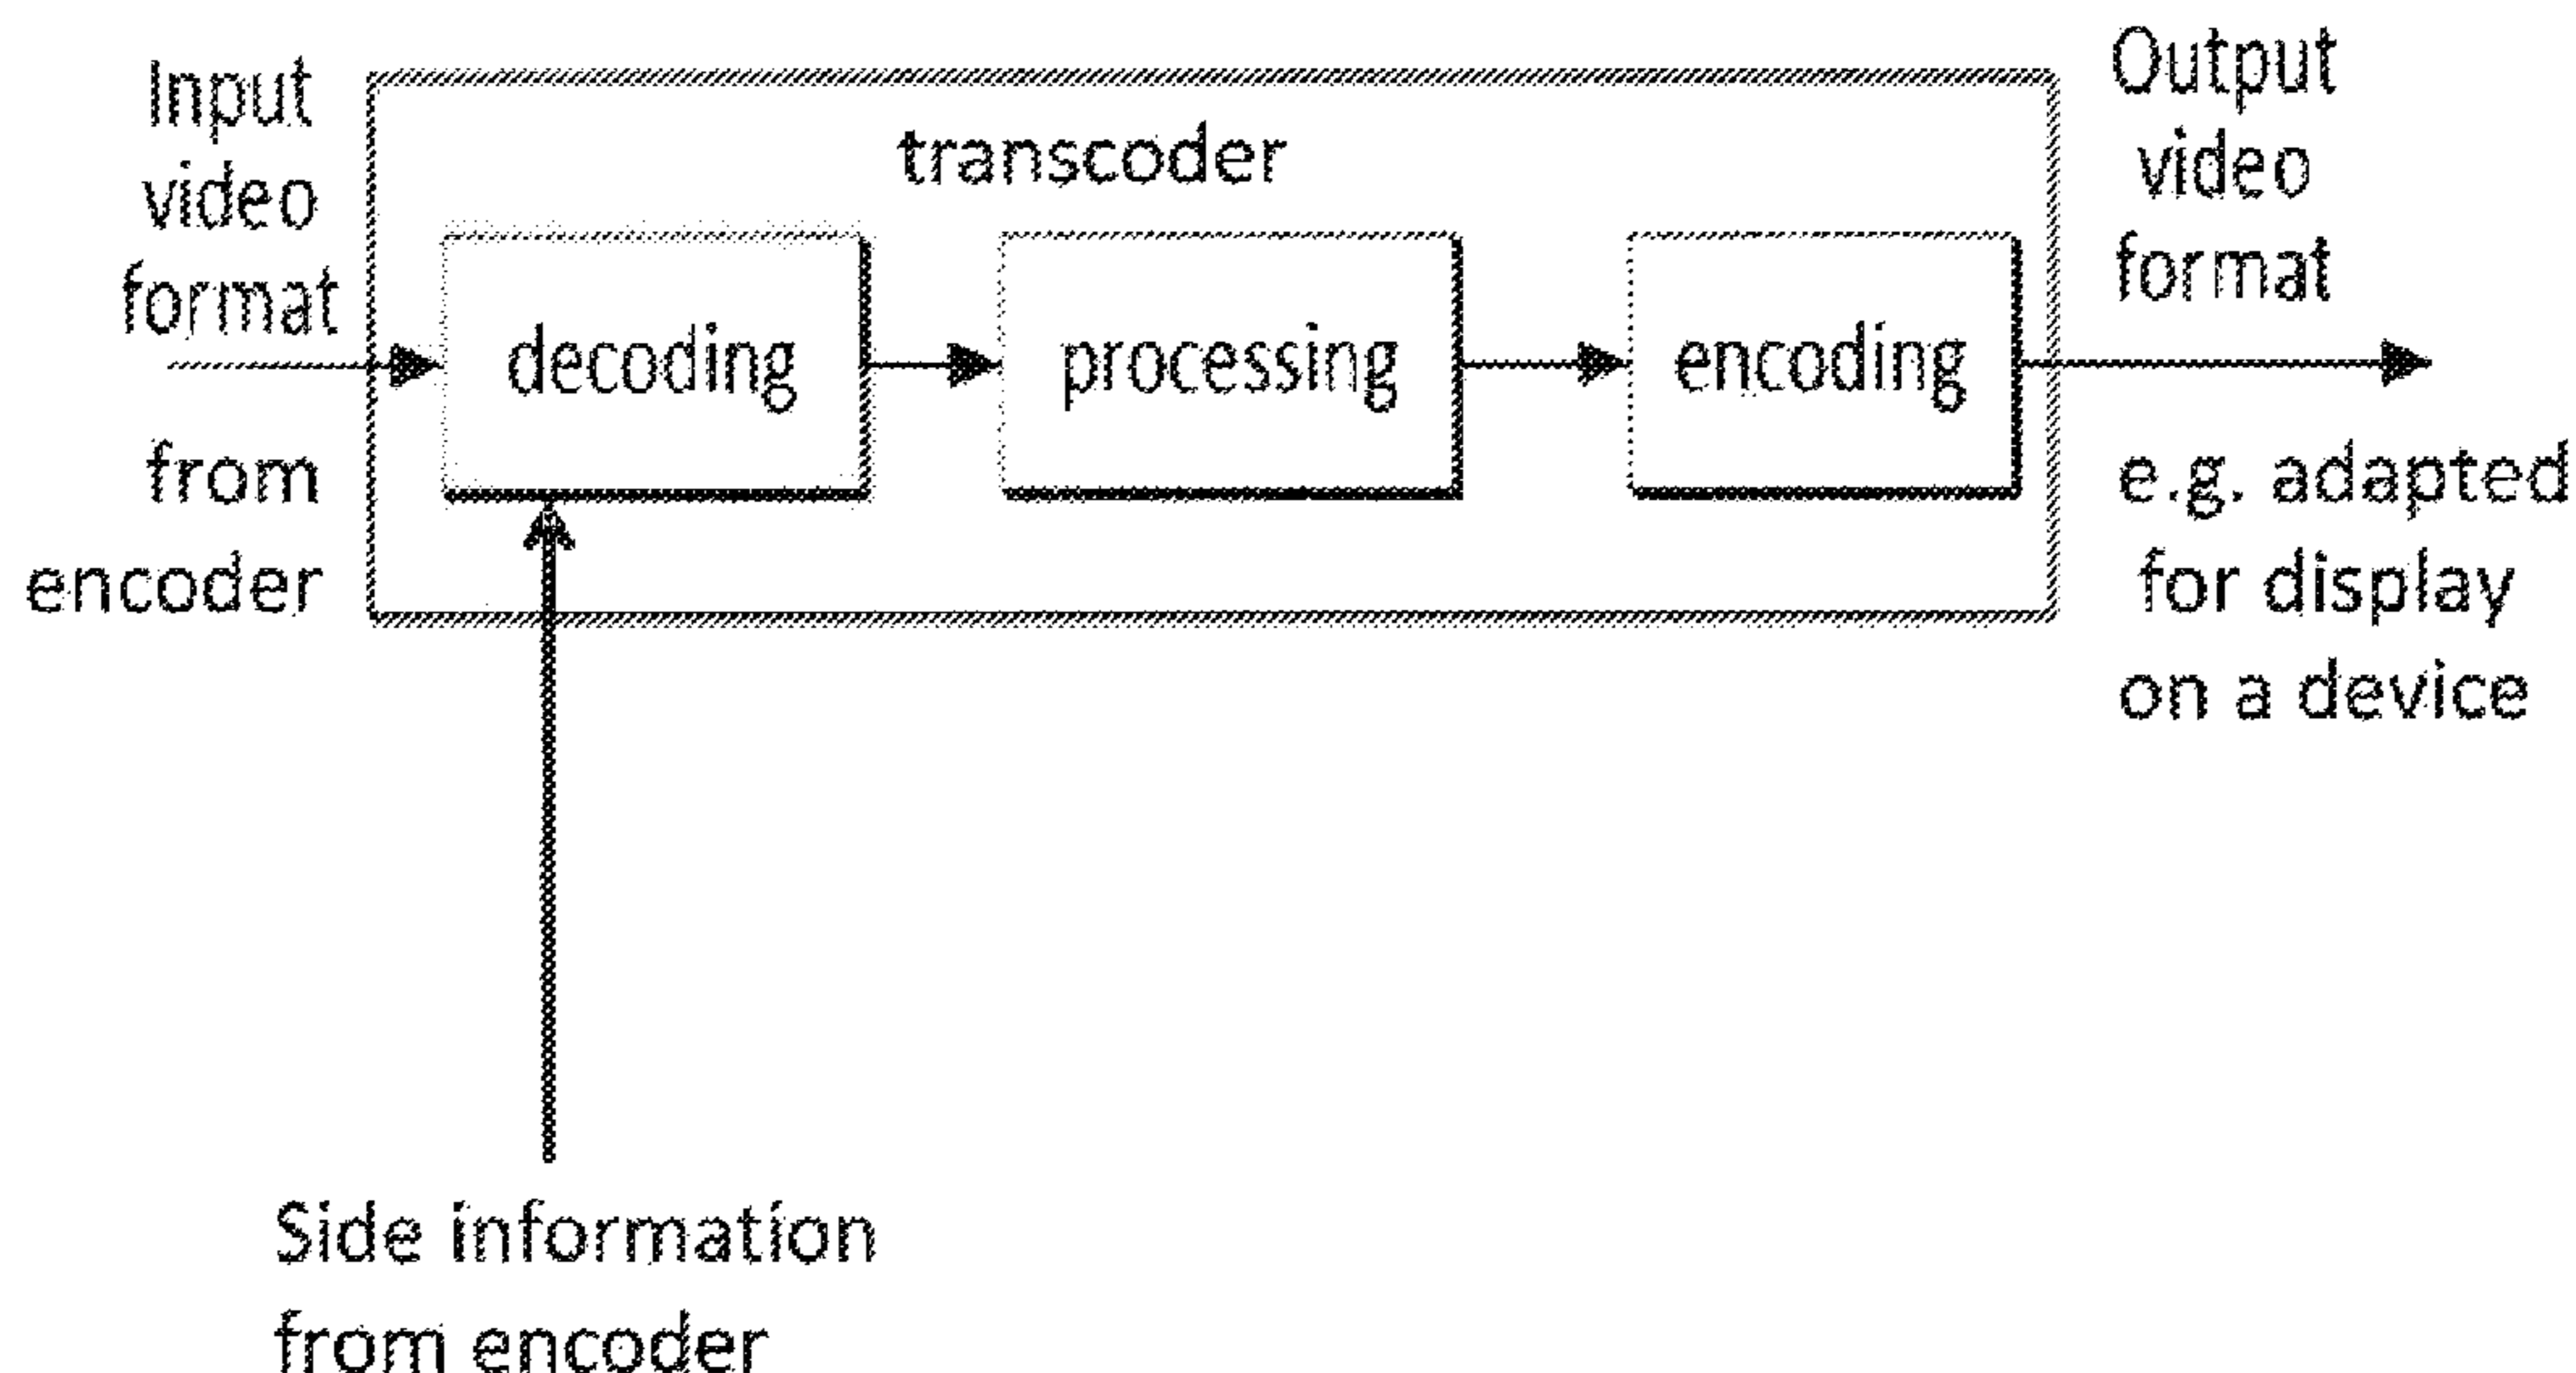 Input
video
format
from
encoder
transcoder
decoding
processing
encoding
Output
video
format
e.g. adapted
for display
on a device
Side information
from encoder